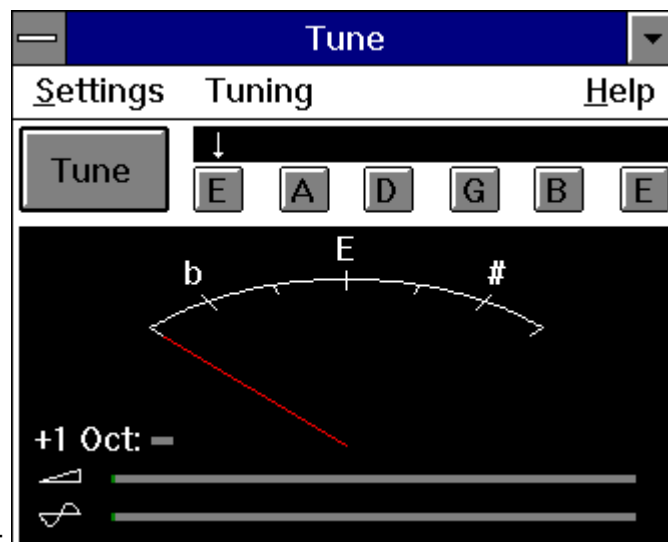 Tune
Settings Tuning Help
Tune
E A D G B E
E
b #
+1 Oct: